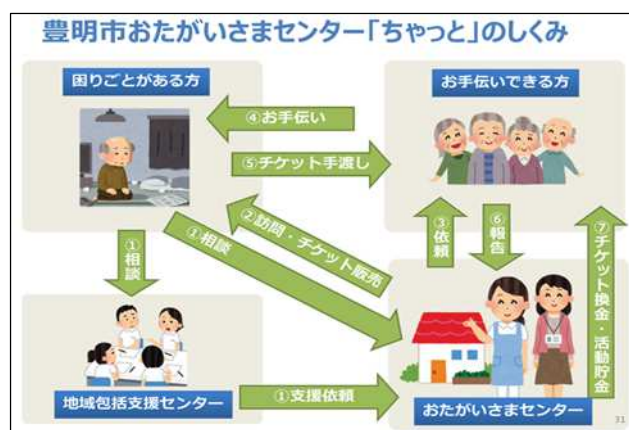 豊明市おたがいさまセンター「ちゃっと」のしくみ
困りごとがある方
お手伝いできる方
④お手伝い
⑤チケット手渡し
②訪問・チケット販売
①相談
①相談
③依頼
⑥報告
⑦チケット換金・活動貯金
地域包括支援センター
①支援依頼
おたがいさまセンター
31